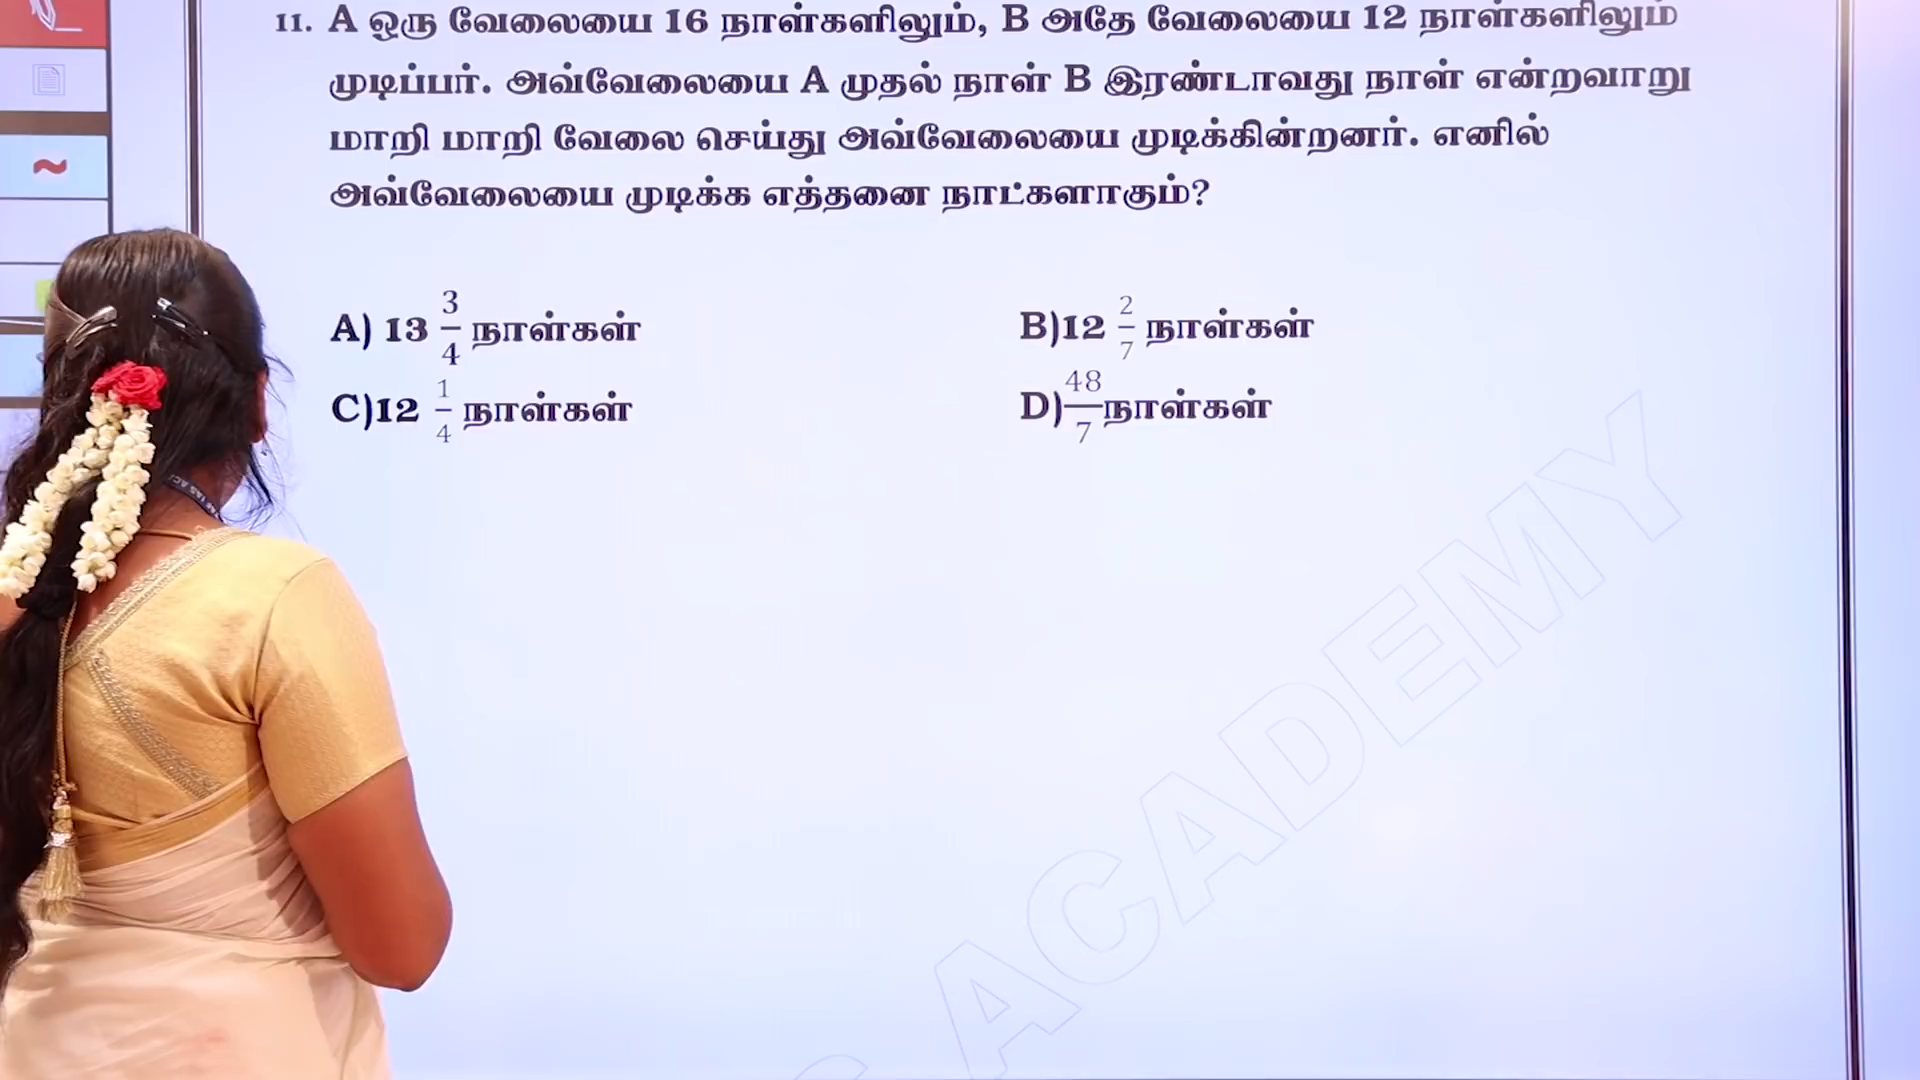 11. A ஒரு வேலையை 16 நாள்களிலும், B அதே வேலையை 12 நாள்களிலும்
முடிப்பர். அவ்வேலையை A முதல் நாள் B இரண்டாவது நாள் என்றவாறு
மாறி மாறி வேலை செய்து அவ்வேலையை முடிக்கின்றனர். எனில்
அவ்வேலையை முடிக்க எத்தனை நாட்களாகும்?
A) 13 3/4 நாள்கள்
B)12 2/7 நாள்கள்
C)12 1/4 நாள்கள்
D)48/7நாள்கள்
ACADEMY